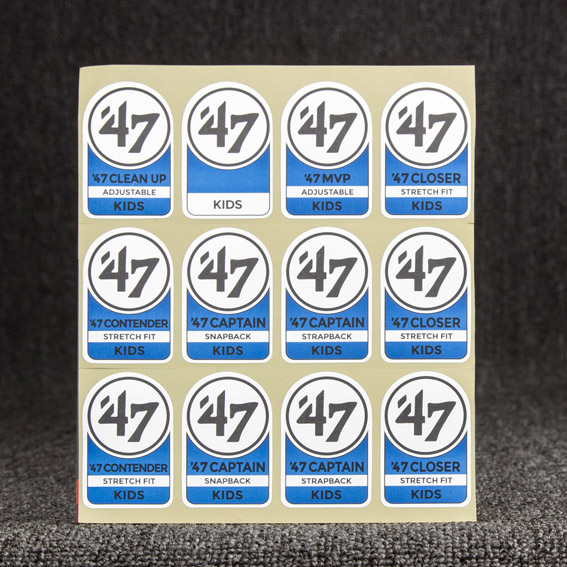 '47 '47 '47 '47
'47 CLEAN UP '47 MVP '47 CLOSER
ADJUSTABLE ADJUSTABLE STRETCH FIT
KIDS KIDS KIDS KIDS
'47 '47 '47 '47
'47 CONTENDER '47 CAPTAIN '47 CAPTAIN '47 CLOSER
STRETCH FIT SNAPBACK STRAPBACK STRETCH FIT
KIDS KIDS KIDS KIDS
'47 '47 '47 '47
'47 CONTENDER '47 CAPTAIN '47 CAPTAIN '47 CLOSER
STRETCH FIT SNAPBACK STRAPBACK STRETCH FIT
KIDS KIDS KIDS KIDS